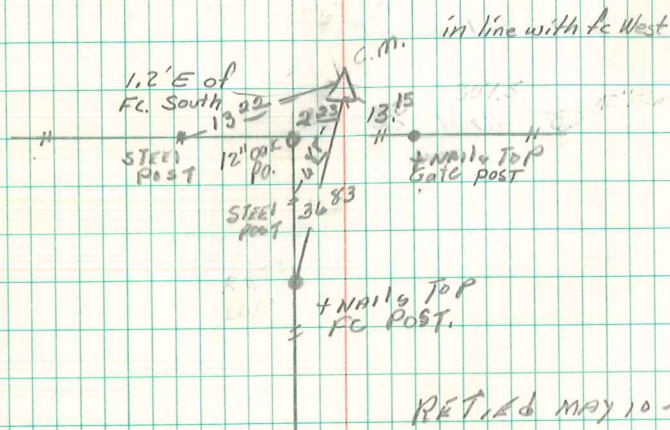 in line with fc West
C.M.
1.2' E of
Fc. South
13 22
2 23
13.15
STEEL
POST
12" oak
Po.
+ NAILS TOP
Gate POST
STEEL
POST
36 83
+ NAILS TOP
FC POST.
RETIED MAY 10-